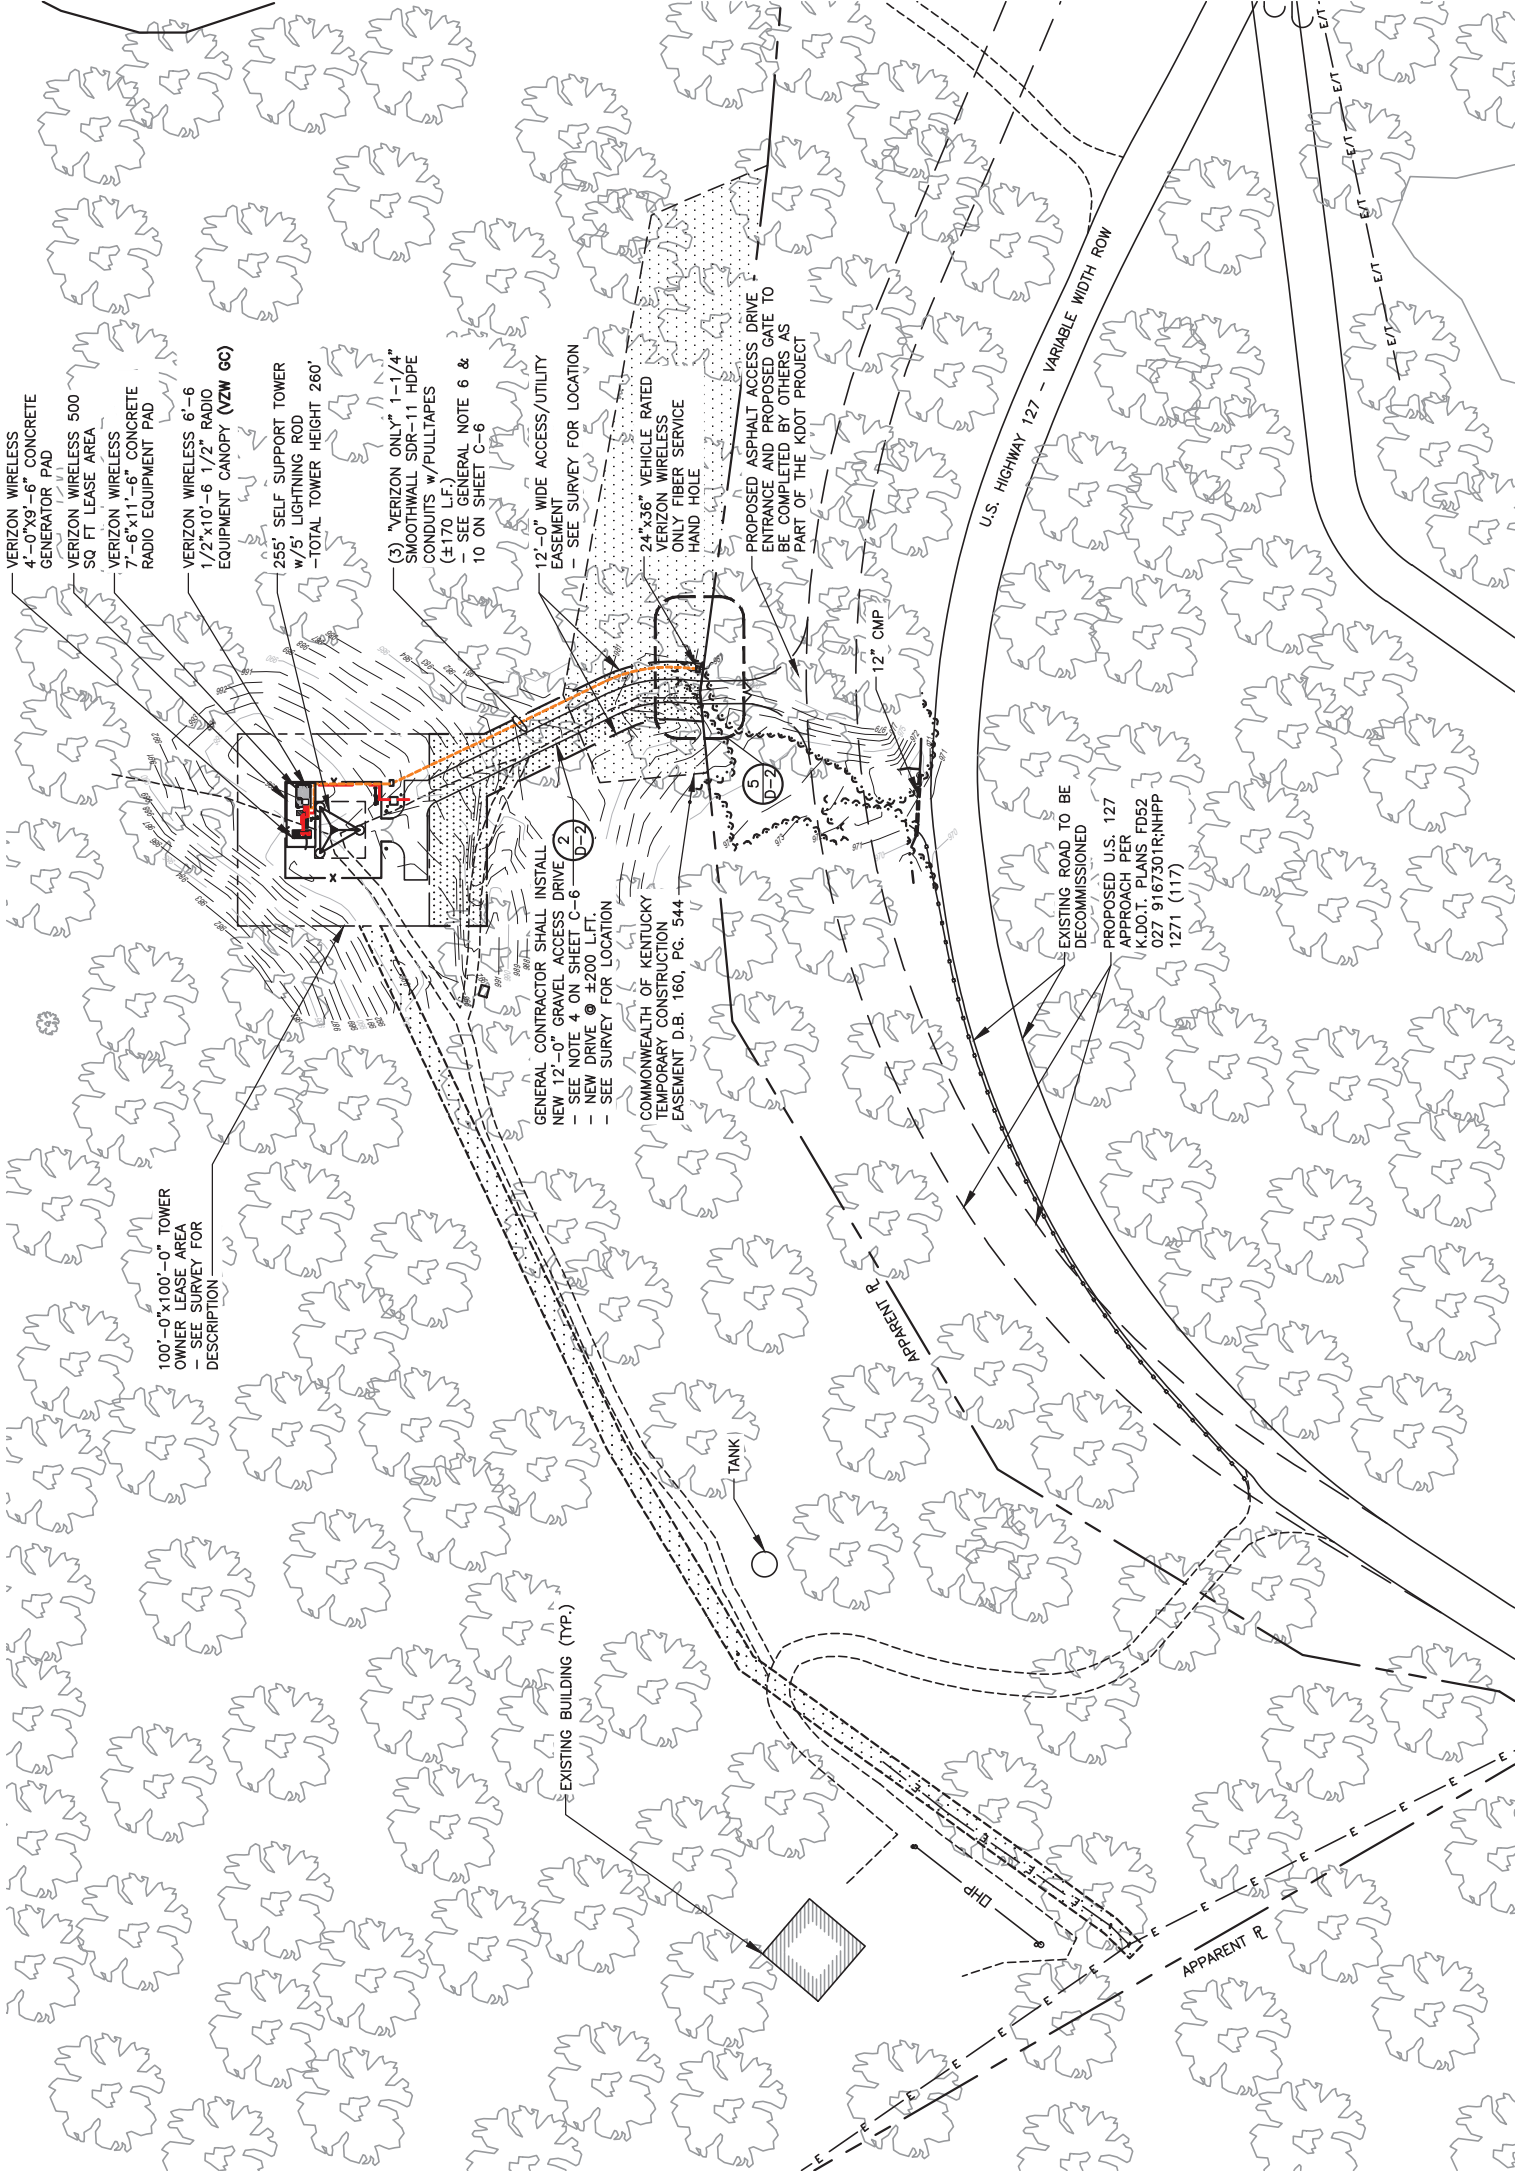 VERIZON WIRELESS
4'-0"X9'-6" CONCRETE
GENERATOR PAD
VERIZON WIRELESS 500
SQ FT LEASE AREA
VERIZON WIRELESS
7'-6"x11'-6" CONCRETE
RADIO EQUIPMENT PAD
VERIZON WIRELESS 6'-6
1/2"x10'-6 1/2" RADIO
EQUIPMENT CANOPY (VZW GC)
255' SELF SUPPORT TOWER
w/5' LIGHTNING ROD
-TOTAL TOWER HEIGHT 260'
(3) "VERIZON ONLY" 1-1/4"
SMOOTHWALL SDR-11 HDPE
CONDUITS w/PULLTAPES
(±170 L.F.)
- SEE GENERAL NOTE 6 &
10 ON SHEET C-6
12'-0" WIDE ACCESS/UTILITY
EASEMENT
- SEE SURVEY FOR LOCATION
24"x36" VEHICLE RATED
VERIZON WIRELESS
ONLY FIBER SERVICE
HAND HOLE
PROPOSED ASPHALT ACCESS DRIVE
ENTRANCE AND PROPOSED GATE TO
BE COMPLETED BY OTHERS AS
PART OF THE KDOT PROJECT
12" CMP
U.S. HIGHWAY 127 - VARIABLE WIDTH ROW
E/T
E/T
E/T
E/T
E/T
E/T
100'-0"x100'-0" TOWER
OWNER LEASE AREA
- SEE SURVEY FOR
DESCRIPTION
GENERAL CONTRACTOR SHALL INSTALL
NEW 12'-0" GRAVEL ACCESS DRIVE
- SEE NOTE 4 ON SHEET C-6
- NEW DRIVE @ ±200 L.FT.
- SEE SURVEY FOR LOCATION
2
D-2
COMMONWEALTH OF KENTUCKY
TEMPORARY CONSTRUCTION
EASEMENT D.B. 160, PG. 544
5
D-2
EXISTING ROAD TO BE
DECOMMISSIONED
PROPOSED U.S. 127
APPROACH PER
K.DO.T. PLANS FD52
027 9167301R;NHPP
1271 (117)
APPARENT PL
TANK
EXISTING BUILDING (TYP.)
OHP
APPARENT PL
E
E
E
E
E
E
E
E
E
E
E
E